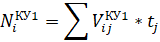 N_i^{КУ1} = ∑ V_{ij}^{КУ1} * t_j